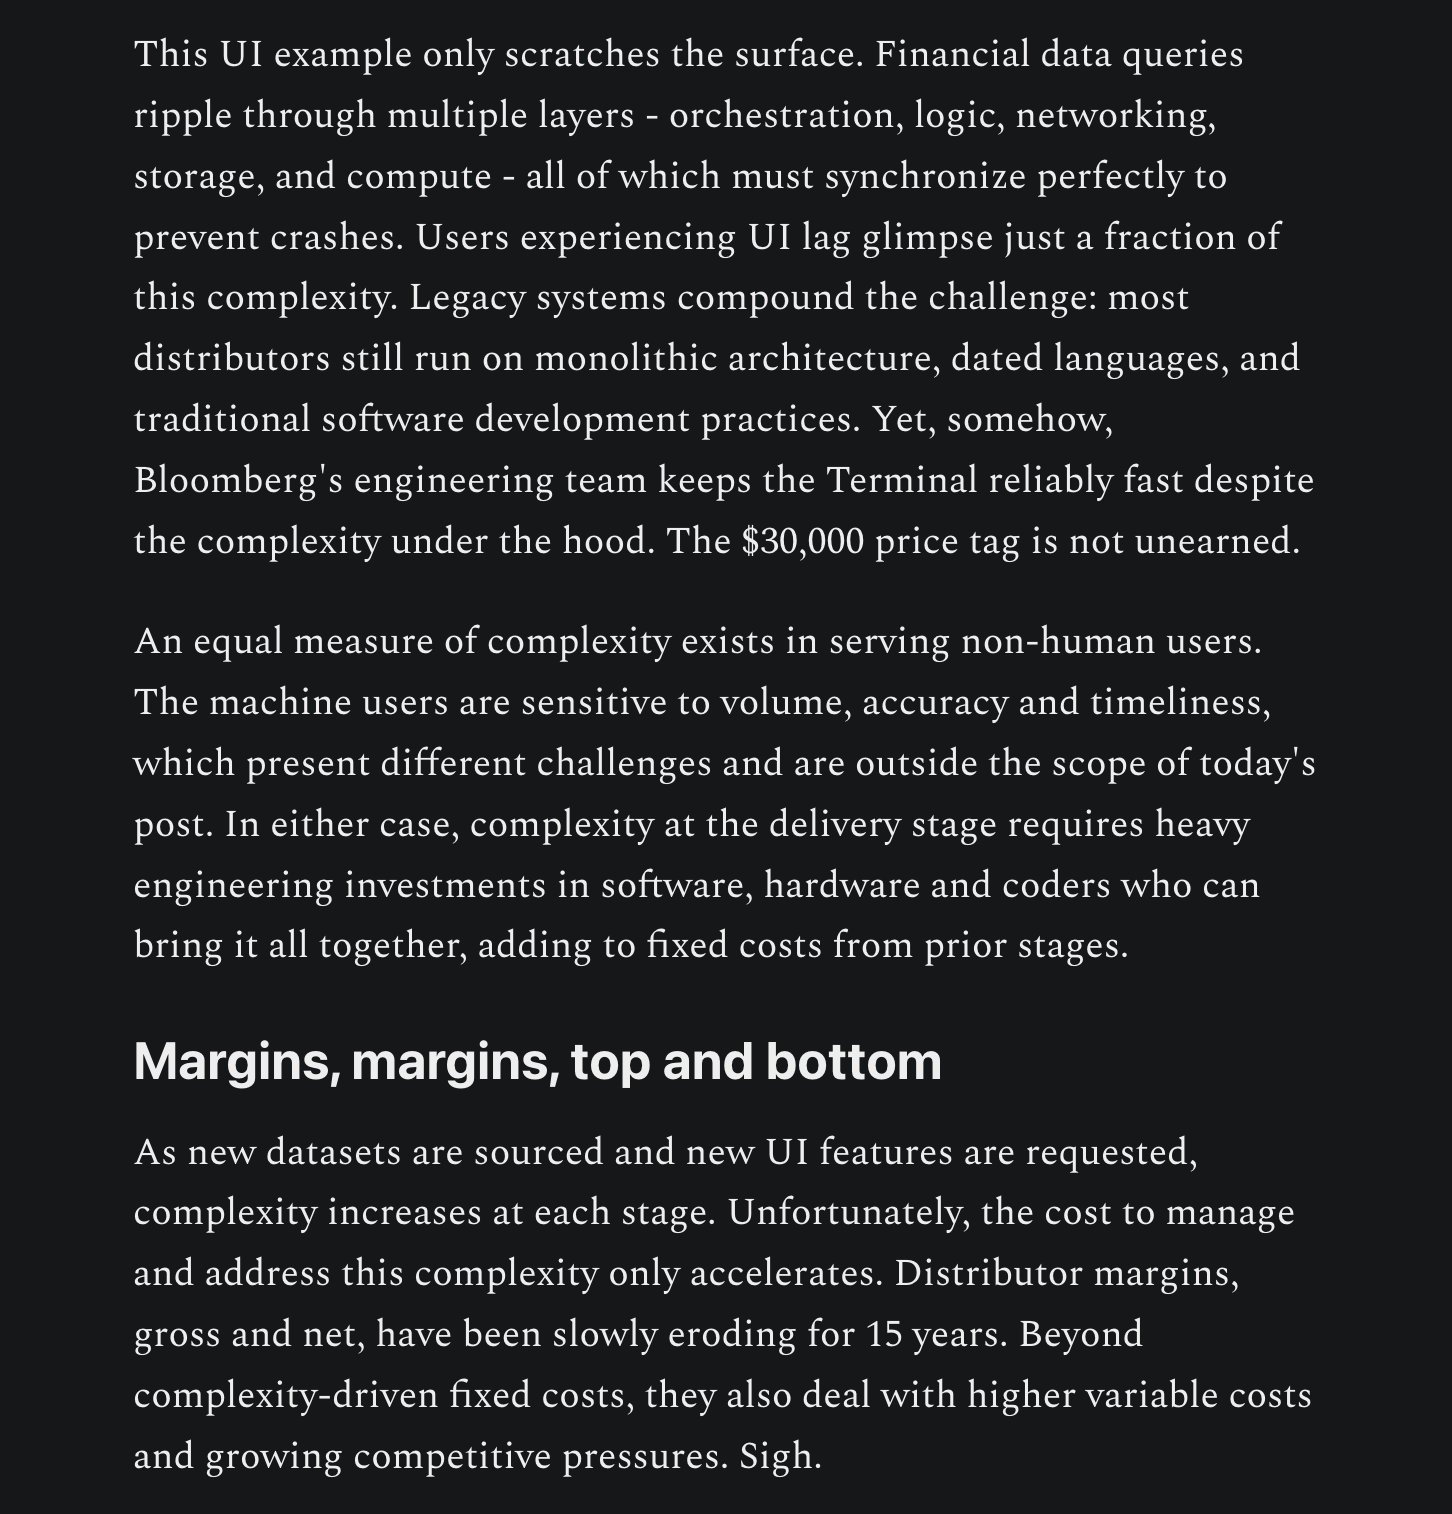 This UI example only scratches the surface. Financial data queries
ripple through multiple layers - orchestration, logic, networking,
storage, and compute - all of which must synchronize perfectly to
prevent crashes. Users experiencing UI lag glimpse just a fraction of
this complexity. Legacy systems compound the challenge: most
distributors still run on monolithic architecture, dated languages, and
traditional software development practices. Yet, somehow,
Bloomberg's engineering team keeps the Terminal reliably fast despite
the complexity under the hood. The $30,000 price tag is not unearned.
An equal measure of complexity exists in serving non-human users.
The machine users are sensitive to volume, accuracy and timeliness,
which present different challenges and are outside the scope of today's
post. In either case, complexity at the delivery stage requires heavy
engineering investments in software, hardware and coders who can
bring it all together, adding to fixed costs from prior stages.
Margins, margins, top and bottom
As new datasets are sourced and new UI features are requested,
complexity increases at each stage. Unfortunately, the cost to manage
and address this complexity only accelerates. Distributor margins,
gross and net, have been slowly eroding for 15 years. Beyond
complexity-driven fixed costs, they also deal with higher variable costs
and growing competitive pressures. Sigh.